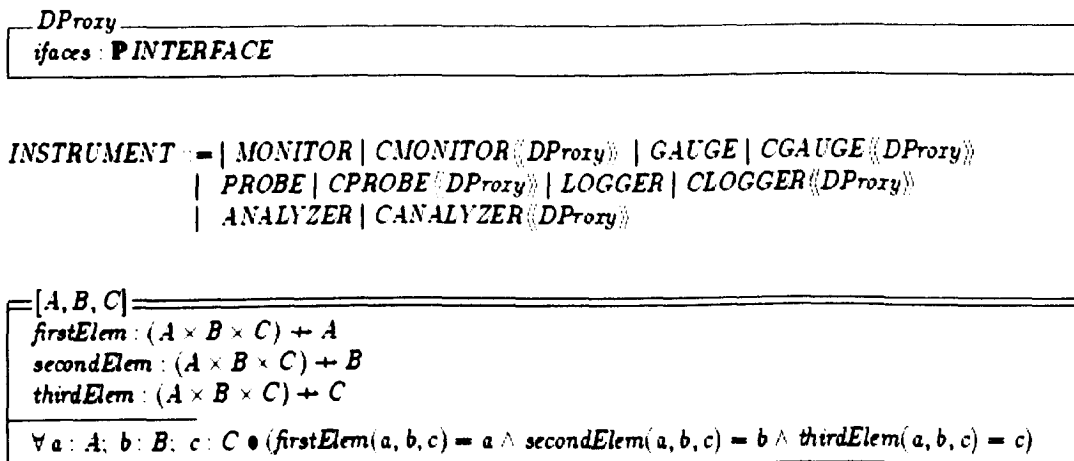 DProxy
ifaces : ℙ INTERFACE
INSTRUMENT ::= | MONITOR | CMONITOR⟪DProxy⟫ | GAUGE | CGAUGE⟪DProxy⟫
| PROBE | CPROBE⟪DProxy⟫ | LOGGER | CLOGGER⟪DProxy⟫
| ANALYZER | CANALYZER⟪DProxy⟫
[A, B, C]
firstElem : (A × B × C) ⇸ A
secondElem : (A × B × C) ⇸ B
thirdElem : (A × B × C) ⇸ C
∀ a : A; b : B; c : C • (firstElem(a, b, c) = a ∧ secondElem(a, b, c) = b ∧ thirdElem(a, b, c) = c)